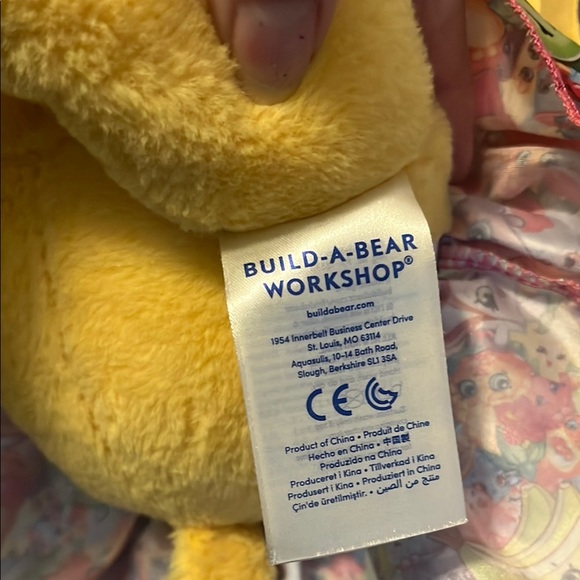 BUILD-A-BEAR
WORKSHOP®
buildabear.com
1954 Innerbelt Business Center Drive
St. Louis, MO 63114
Aquasulis, 10-14 Bath Road,
Slough, Berkshire SL1 3SA
CE
Product of China • Produit de Chine
Hecho en China • 中国製
Produzido na China
Produceret i Kina • Tillverkad i Kina
Produsert i Kina • Produziert in China
Çin'de üretilmiştir. • منتج من الصين